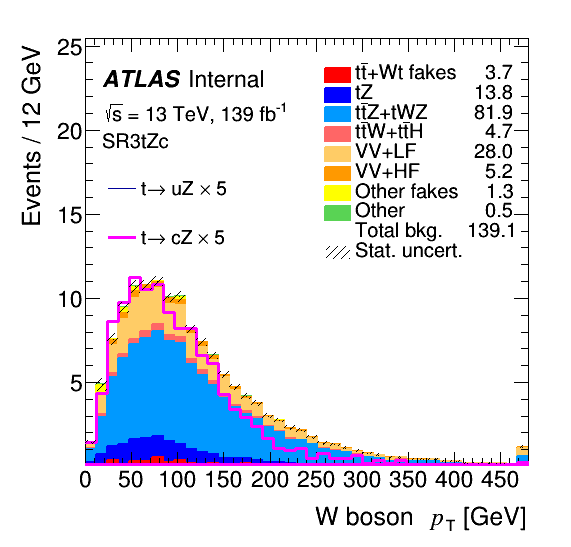 Events / 12 GeV
25
20
15
10
5
ATLAS Internal
√s = 13 TeV, 139 fb⁻¹
SR3tZc
t→ uZ × 5
t→ cZ × 5
tt̄+Wt fakes 3.7
tZ 13.8
tt̄Z+tWZ 81.9
tt̄W+tt̄H 4.7
VV+LF 28.0
VV+HF 5.2
Other fakes 1.3
Other 0.5
Total bkg. 139.1
Stat. uncert.
0 50 100 150 200 250 300 350 400 450
W boson p_T [GeV]